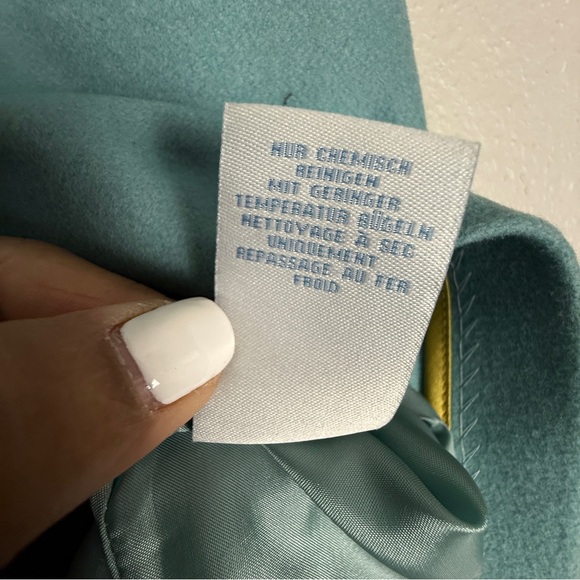 NUR CHEMISCH
REINIGEN
MIT GERINGER
TEMPERATUR BÜGELN
NETTOYAGE À SEC
UNIQUEMENT
REPASSAGE AU FER
FROID